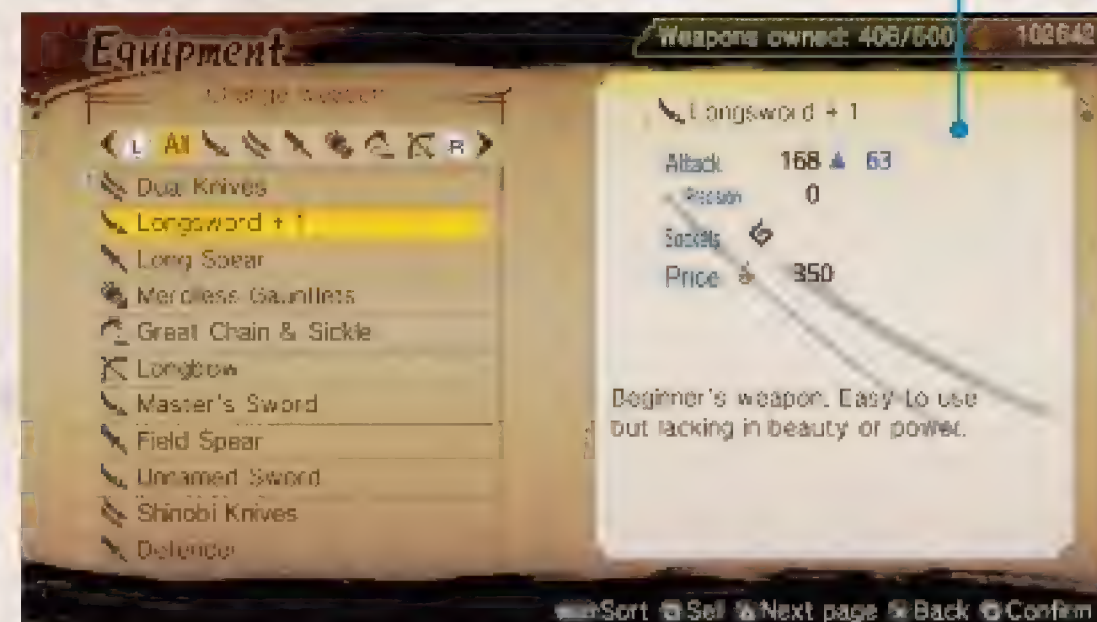 Equipment
Weapons owned: 406/500 102642
Change weapon
L All R
Dual Knives
Longsword + 1
Long Spear
Merciless Gauntlets
Great Chain & Sickle
Longbow
Master's Sword
Field Spear
Unnamed Sword
Shinobi Knives
Defender
Longsword + 1
Attack 168 63
Precision 0
Sockets
Price 350
Beginner's weapon. Easy to use
but lacking in beauty or power.
Sort Sell Next page Back Confirm